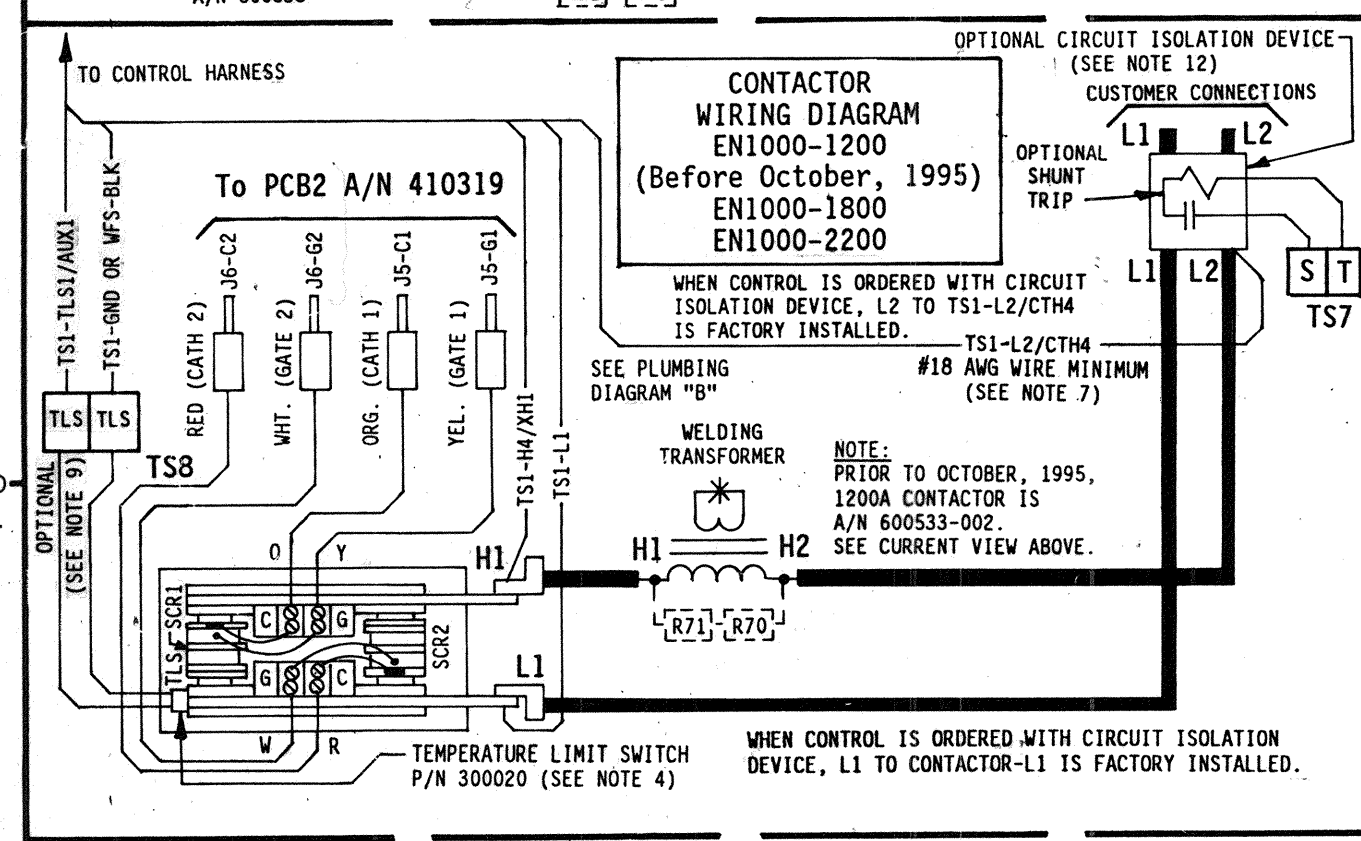 OPTIONAL CIRCUIT ISOLATION DEVICE
(SEE NOTE 12)
TO CONTROL HARNESS
CUSTOMER CONNECTIONS
CONTACTOR
WIRING DIAGRAM
EN1000-1200
(Before October, 1995)
EN1000-1800
EN1000-2200
L1
L2
OPTIONAL
SHUNT
TRIP
To PCB2 A/N 410319
TS1-TLS1/AUX1
TS1-GND OR WFS-BLK
J6-C2
J6-G2
J5-C1
J5-G1
RED (CATH 2)
WHT. (GATE 2)
ORG. (CATH 1)
YEL. (GATE 1)
L1
L2
S
T
TS7
WHEN CONTROL IS ORDERED WITH CIRCUIT
ISOLATION DEVICE, L2 TO TS1-L2/CTH4
IS FACTORY INSTALLED.
TS1-L2/CTH4
#18 AWG WIRE MINIMUM
(SEE NOTE 7)
SEE PLUMBING
DIAGRAM "B"
TLS
TLS
TS8
OPTIONAL
(SEE NOTE 9)
TS1-H4/XH1
TS1-L1
WELDING
TRANSFORMER
NOTE:
PRIOR TO OCTOBER, 1995,
1200A CONTACTOR IS
A/N 600533-002.
SEE CURRENT VIEW ABOVE.
O
Y
H1
H1
H2
R71
R70
SCR1
TLS
C
G
G
C
SCR2
L1
W
R
TEMPERATURE LIMIT SWITCH
P/N 300020 (SEE NOTE 4)
WHEN CONTROL IS ORDERED WITH CIRCUIT ISOLATION
DEVICE, L1 TO CONTACTOR-L1 IS FACTORY INSTALLED.